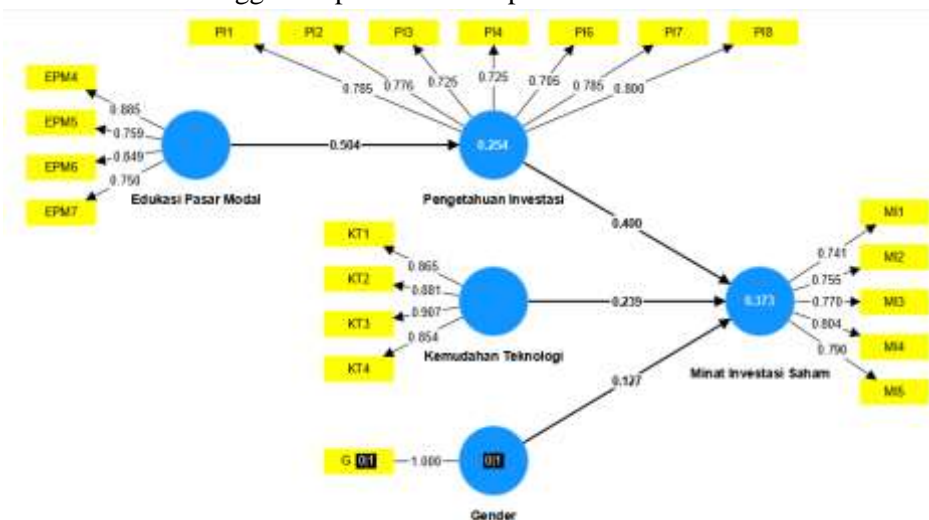 PI1 PI2 PI3 PI4 PI6 PI7 PI8
0.785 0.776 0.725 0.725 0.705 0.785 0.800
EPM4
EPM5
EPM6
EPM7
0.885
0.759
0.849
0.750
Edukasi Pasar Modal
0.504
0.254
Pengetahuan Investasi
0.400
KT1
KT2
KT3
KT4
0.865
0.881
0.907
0.854
Kemudahan Teknologi
0.239
G 0|1
1.000
0|1
Gender
0.373
Minat Investasi Saham
MI1
MI2
MI3
MI4
MI5
0.741
0.755
0.770
0.804
0.790